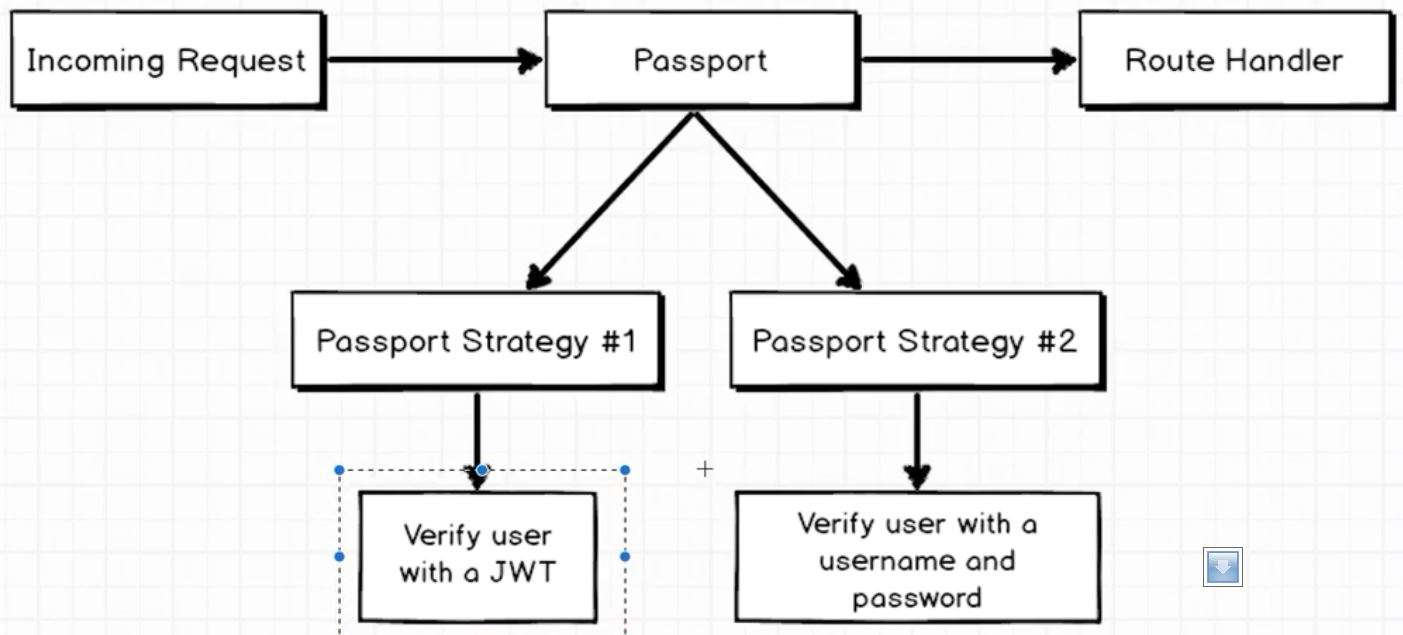 Incoming Request
Passport
Route Handler
Passport Strategy #1
Passport Strategy #2
Verify user
with a JWT
Verify user with a
username and
password